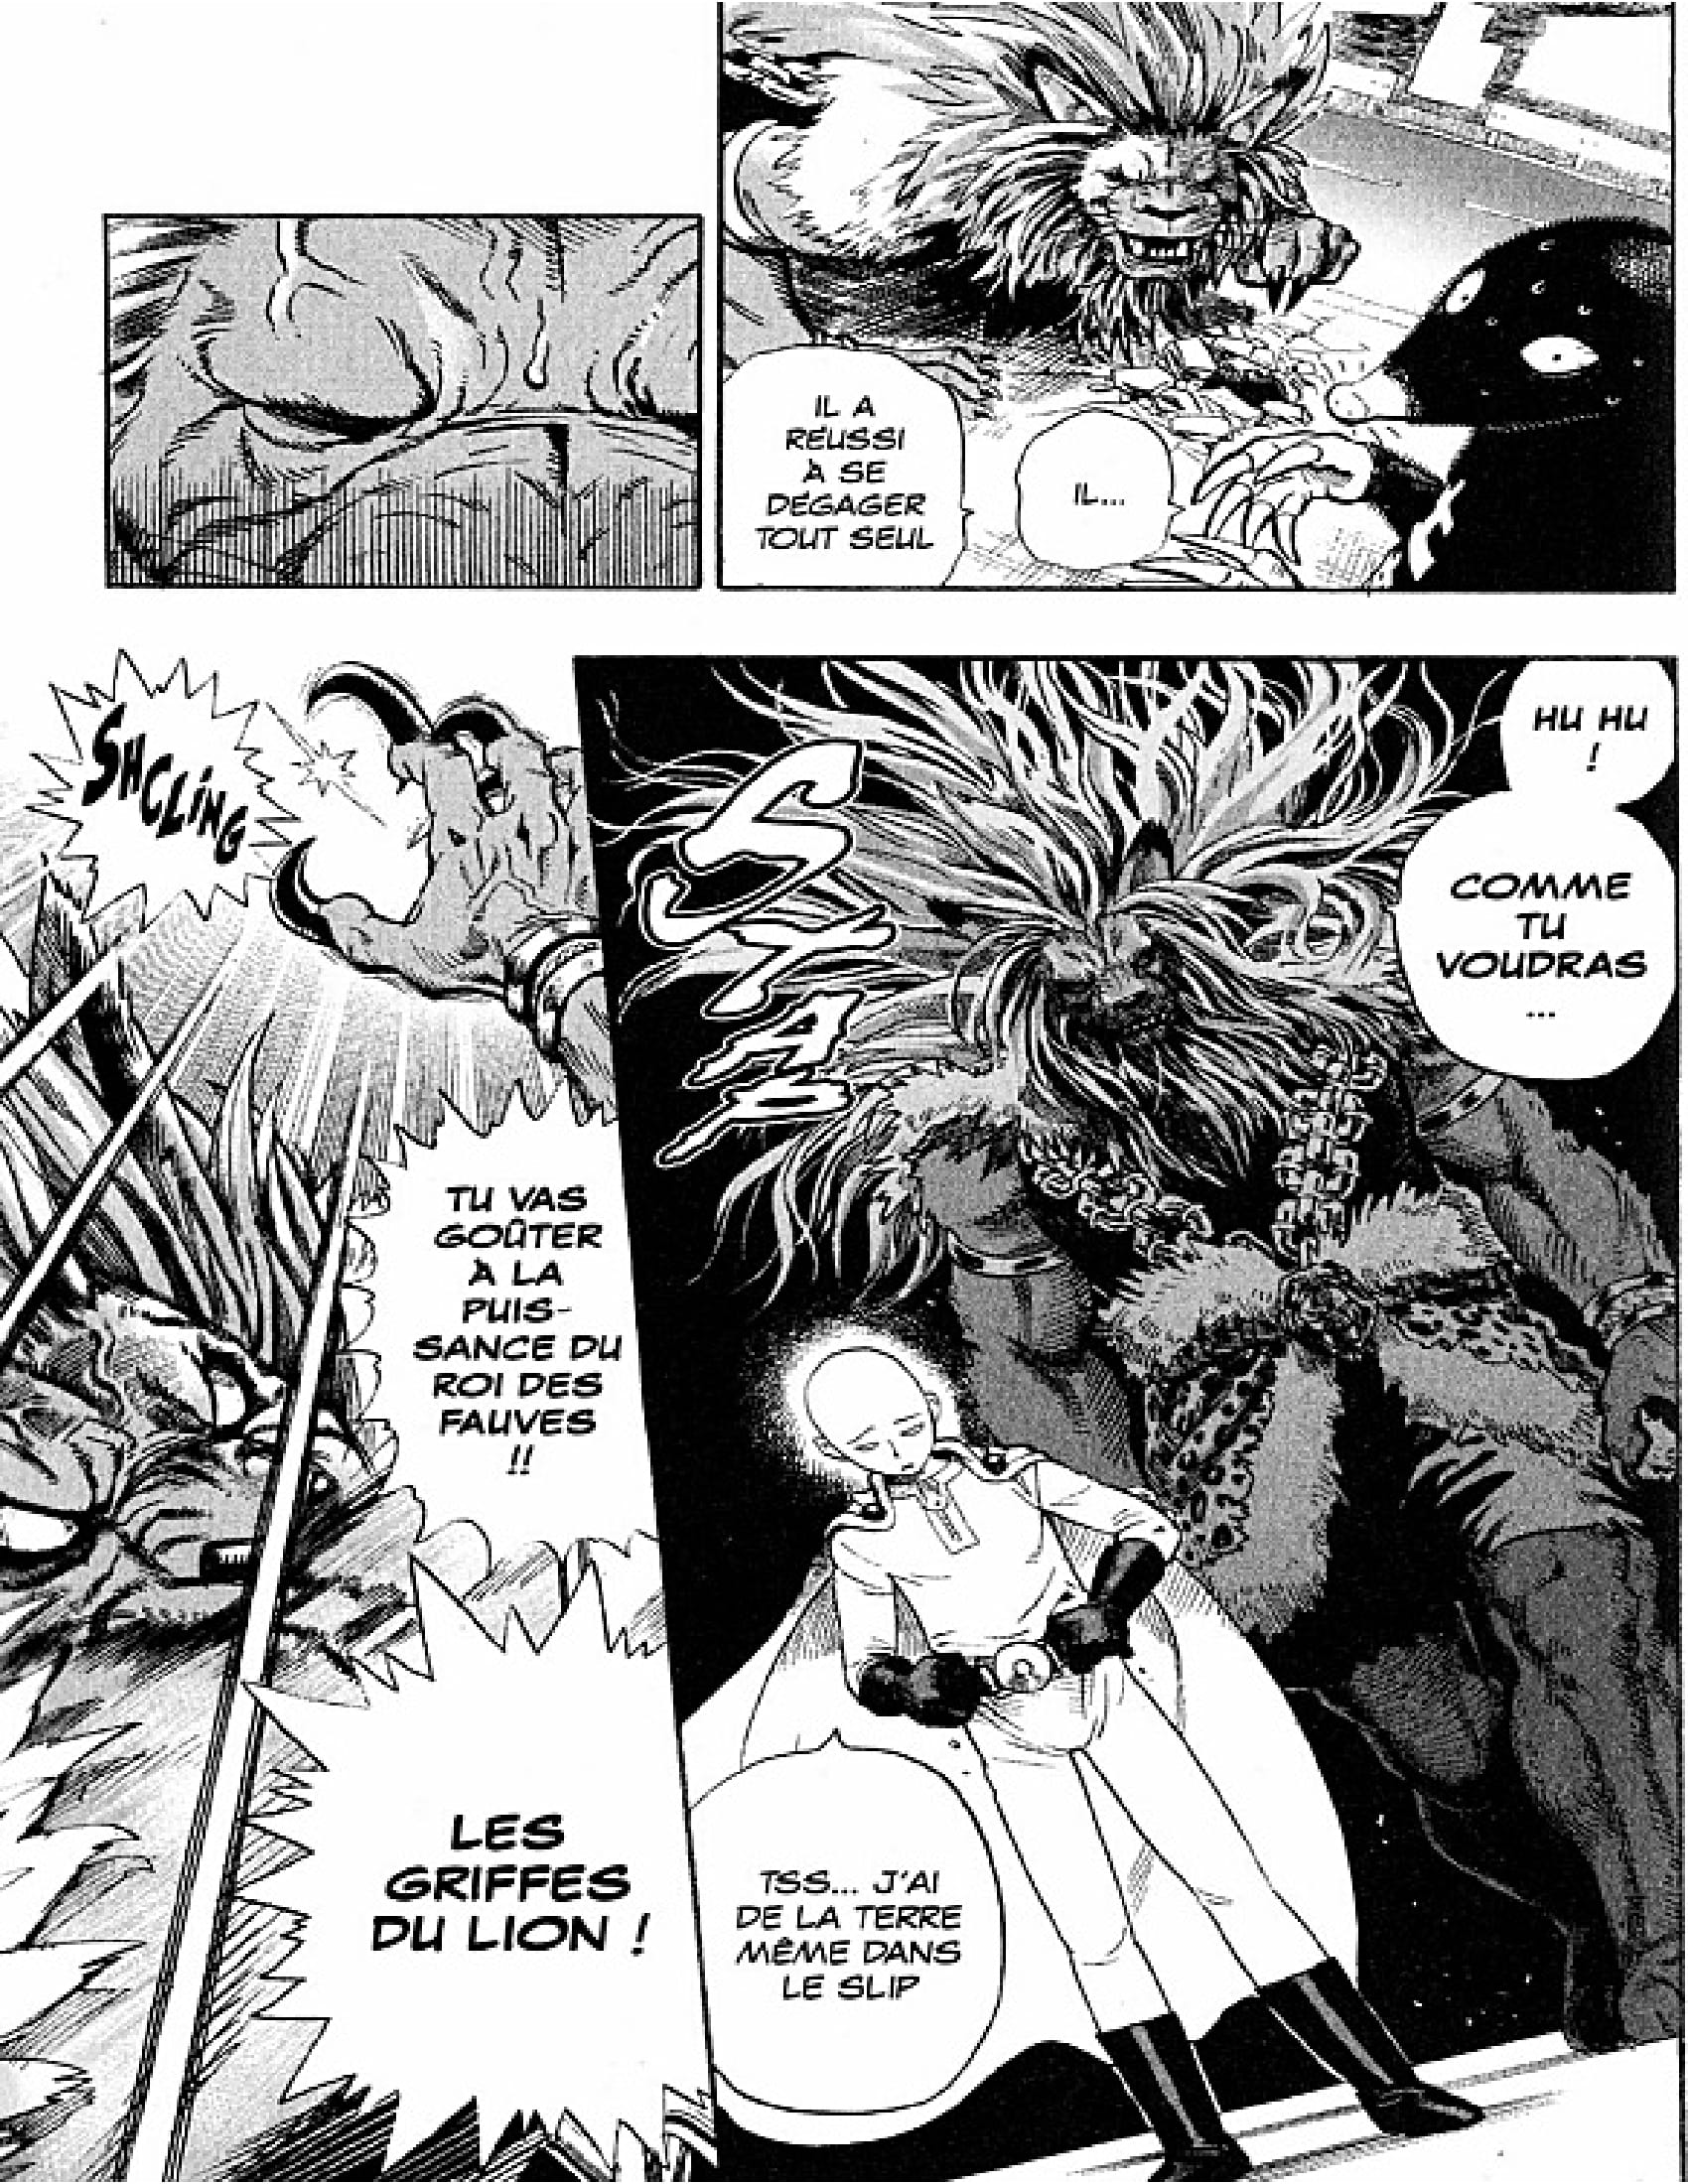 IL...
IL A
RÉUSSI
À SE
DÉGAGER
TOUT SEUL
HU HU
!
COMME
TU
VOUDRAS
...
STAP
TSS... J'AI
DE LA TERRE
MÊME DANS
LE SLIP
SHCLING
TU VAS
GOÛTER
À LA
PUIS-
SANCE DU
ROI DES
FAUVES
!!
LES
GRIFFES
DU LION !